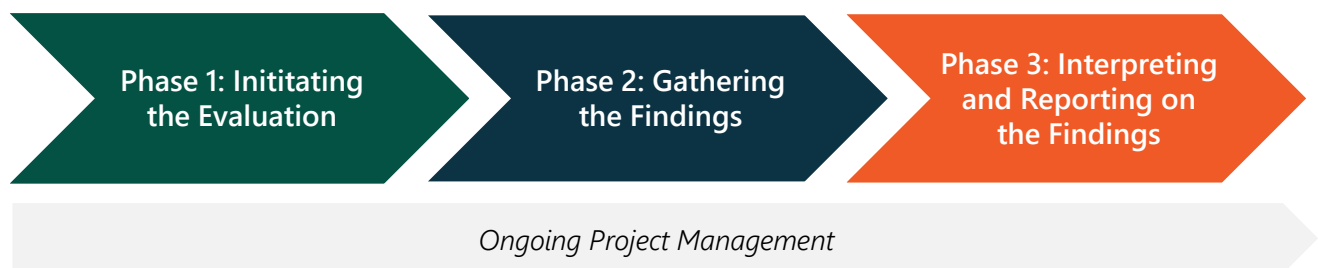 Phase 1: Inititating
the Evaluation
Phase 2: Gathering
the Findings
Phase 3: Interpreting
and Reporting on
the Findings
Ongoing Project Management